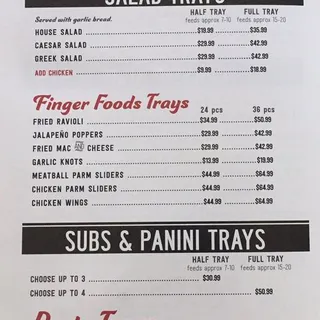 SALAD TRAYS
Served with garlic bread. HALF TRAY FULL TRAY
feeds approx 7-10 feeds approx 15-20
HOUSE SALAD $19.99 $35.99
CAESAR SALAD $29.99 $42.99
GREEK SALAD $29.99 $42.99
ADD CHICKEN $9.99 $18.99
Finger Foods Trays 24 pcs 36 pcs
FRIED RAVIOLI $34.99 $50.99
JALAPEÑO POPPERS $29.99 $42.99
FRIED MAC AND CHEESE $29.99 $42.99
GARLIC KNOTS $13.99 $19.99
MEATBALL PARM SLIDERS $44.99 $64.99
CHICKEN PARM SLIDERS $44.99 $64.99
CHICKEN WINGS $44.99 $64.99
SUBS & PANINI TRAYS
HALF TRAY FULL TRAY
feeds approx 7-10 feeds approx 15-20
CHOOSE UP TO 3 $30.99
CHOOSE UP TO 4 $50.99